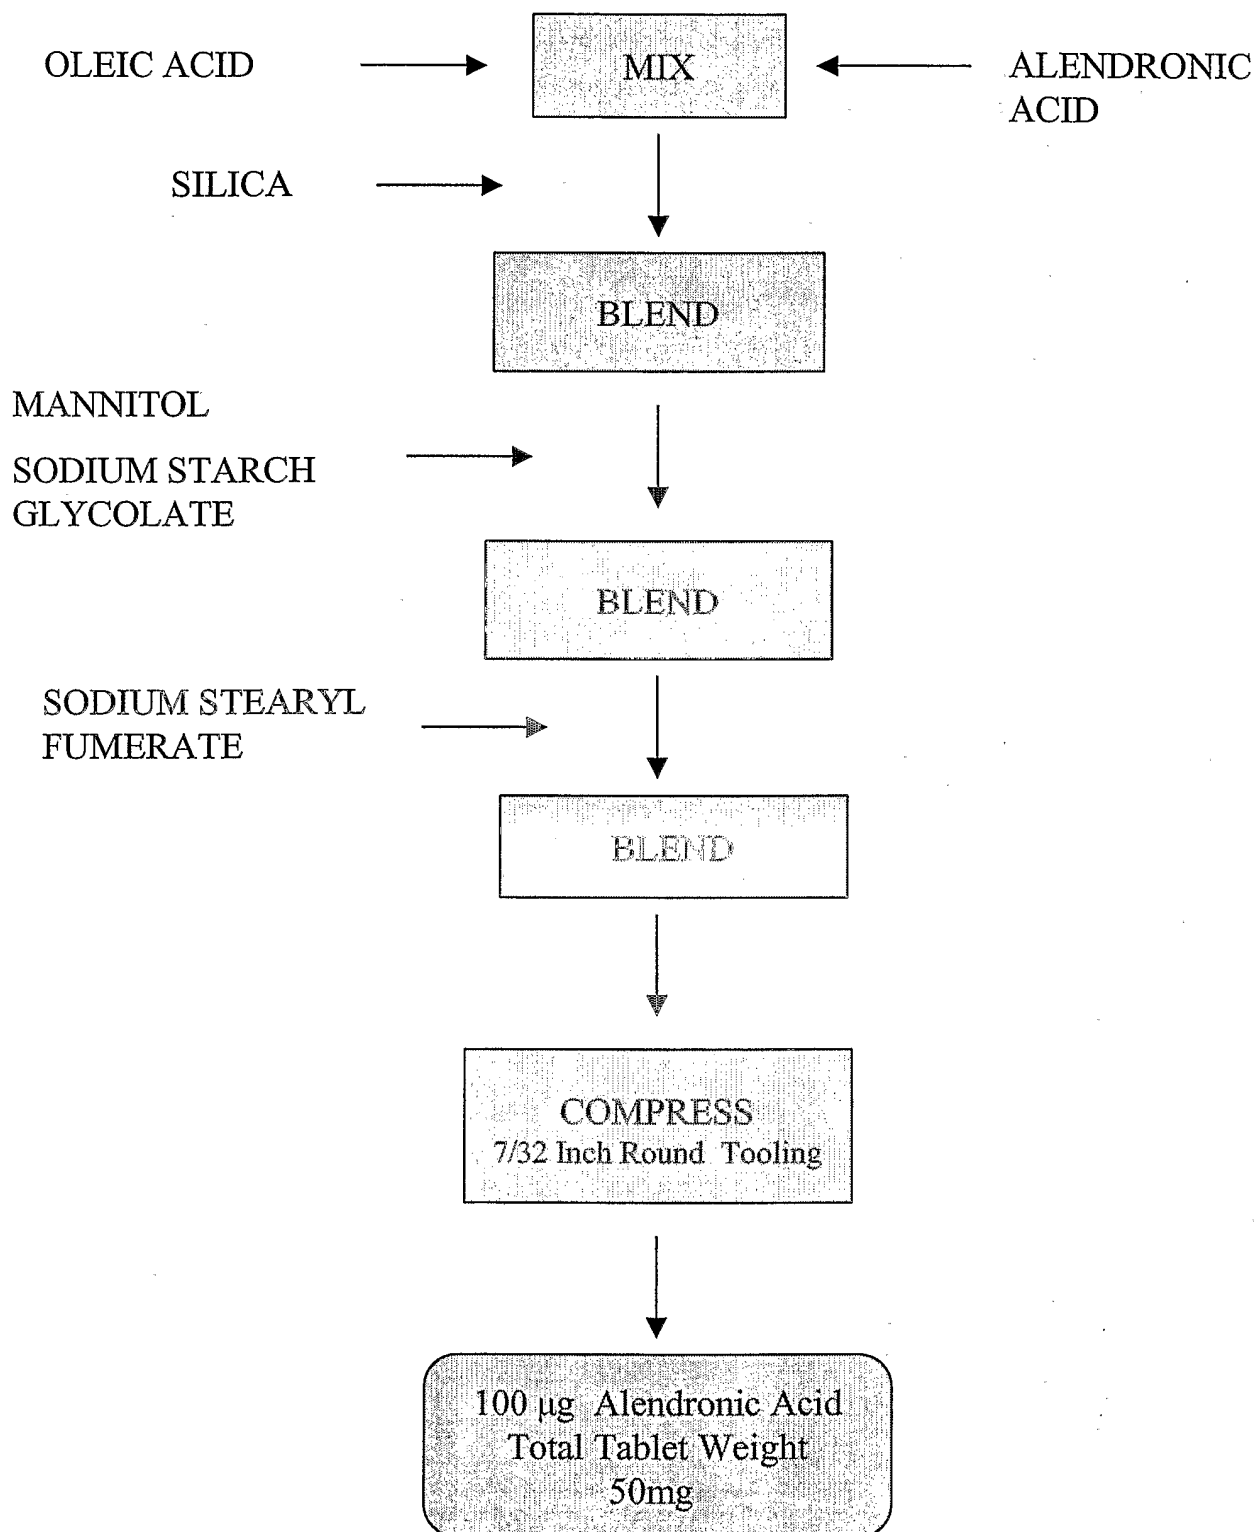 OLEIC ACID
MIX
ALENDRONIC
ACID
SILICA
BLEND
MANNITOL
SODIUM STARCH
GLYCOLATE
BLEND
SODIUM STEARYL
FUMERATE
BLEND
COMPRESS
7/32 Inch Round Tooling
100 μg Alendronic Acid
Total Tablet Weight
50mg